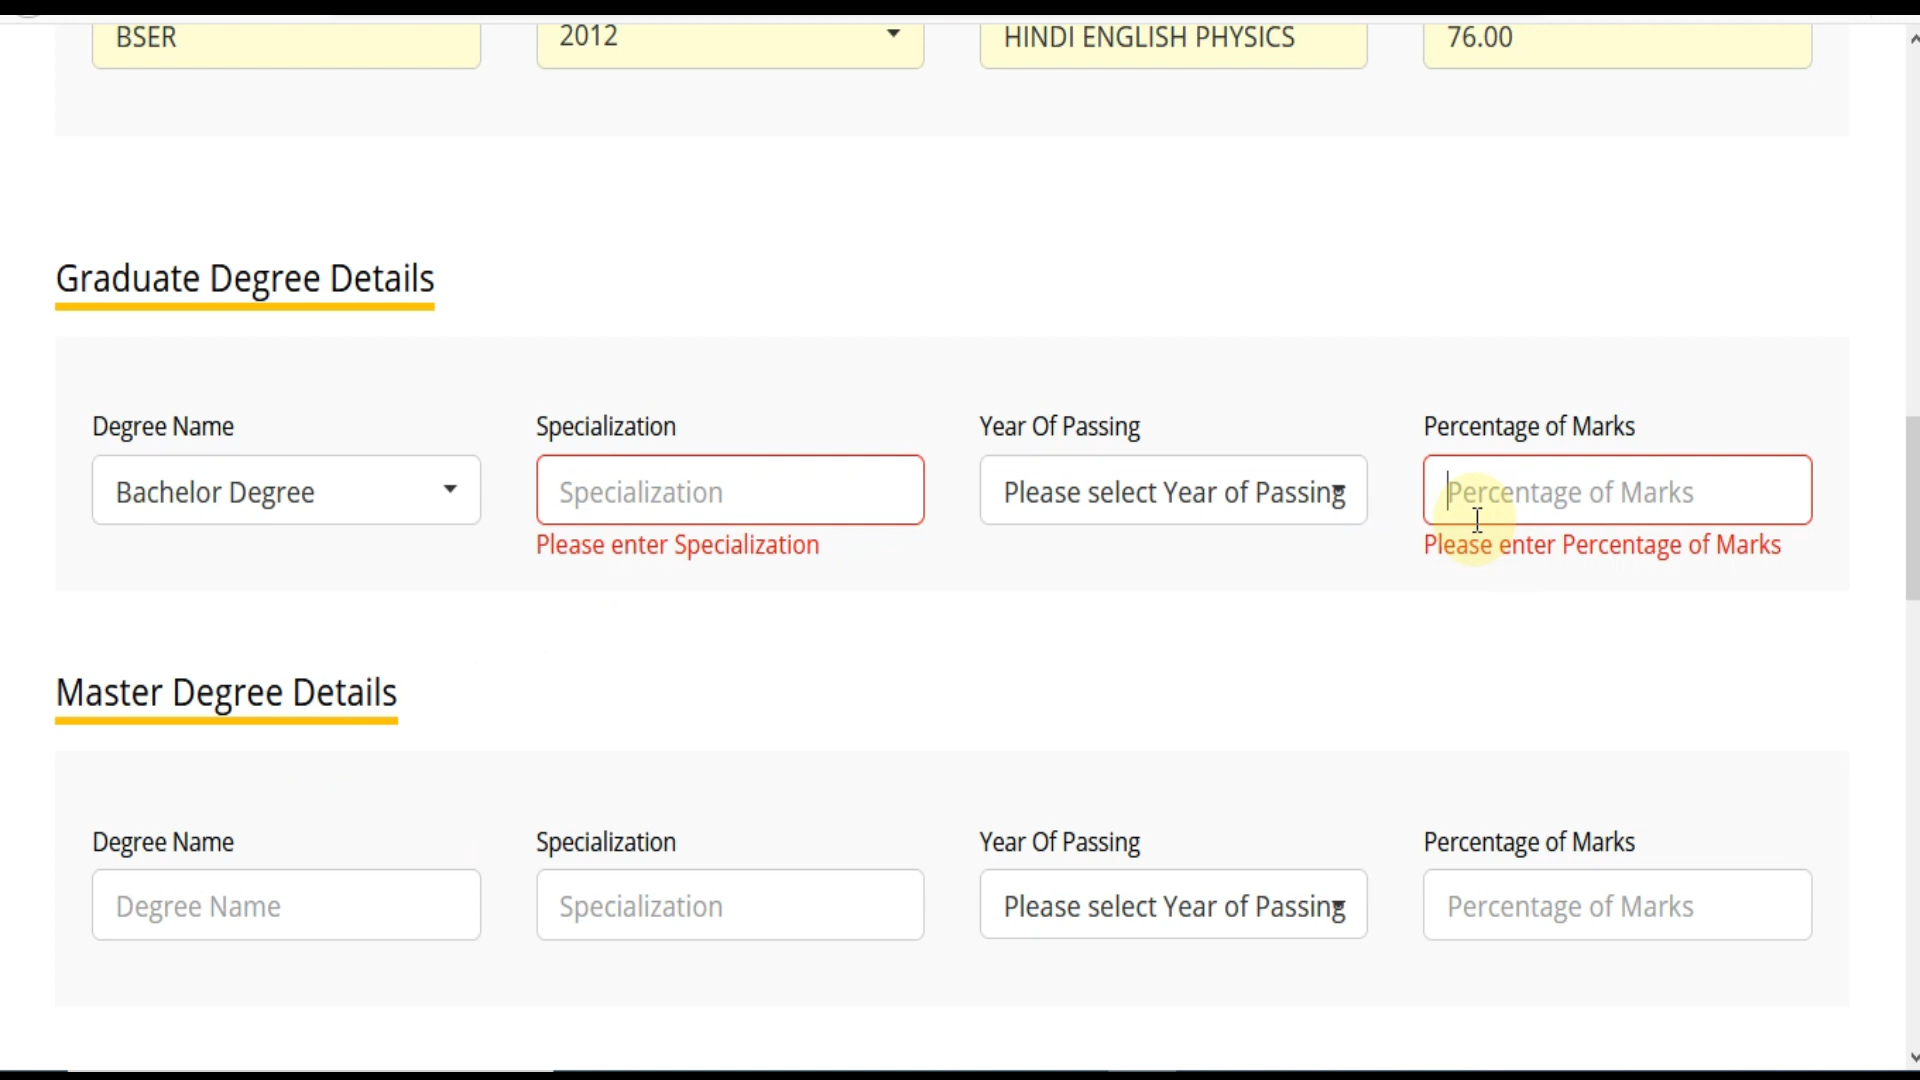 BSER 2012 HINDI ENGLISH PHYSICS 76.00
Graduate Degree Details
Degree Name Specialization Year Of Passing Percentage of Marks
Bachelor Degree Specialization Please select Year of Passing Percentage of Marks
Please enter Specialization Please enter Percentage of Marks
Master Degree Details
Degree Name Specialization Year Of Passing Percentage of Marks
Degree Name Specialization Please select Year of Passing Percentage of Marks